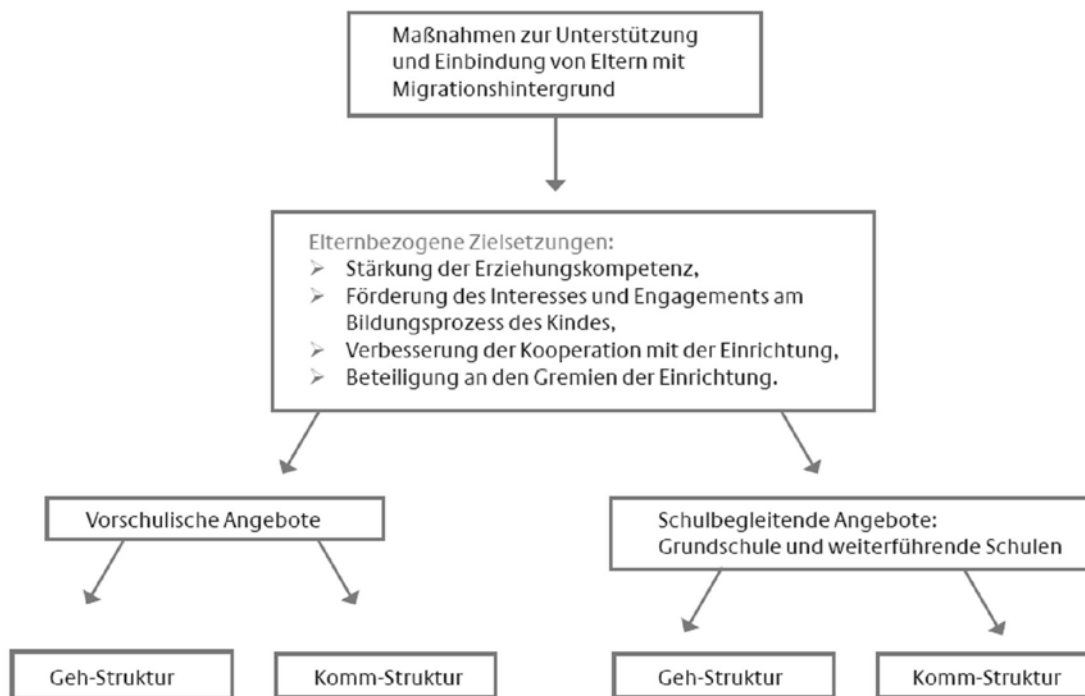 Maßnahmen zur Unterstützung
und Einbindung von Eltern mit
Migrationshintergrund
Elternbezogene Zielsetzungen:
➢ Stärkung der Erziehungskompetenz,
➢ Förderung des Interesses und Engagements am
Bildungsprozess des Kindes,
➢ Verbesserung der Kooperation mit der Einrichtung,
➢ Beteiligung an den Gremien der Einrichtung.
Vorschulische Angebote
Schulbegleitende Angebote:
Grundschule und weiterführende Schulen
Geh-Struktur
Komm-Struktur
Geh-Struktur
Komm-Struktur